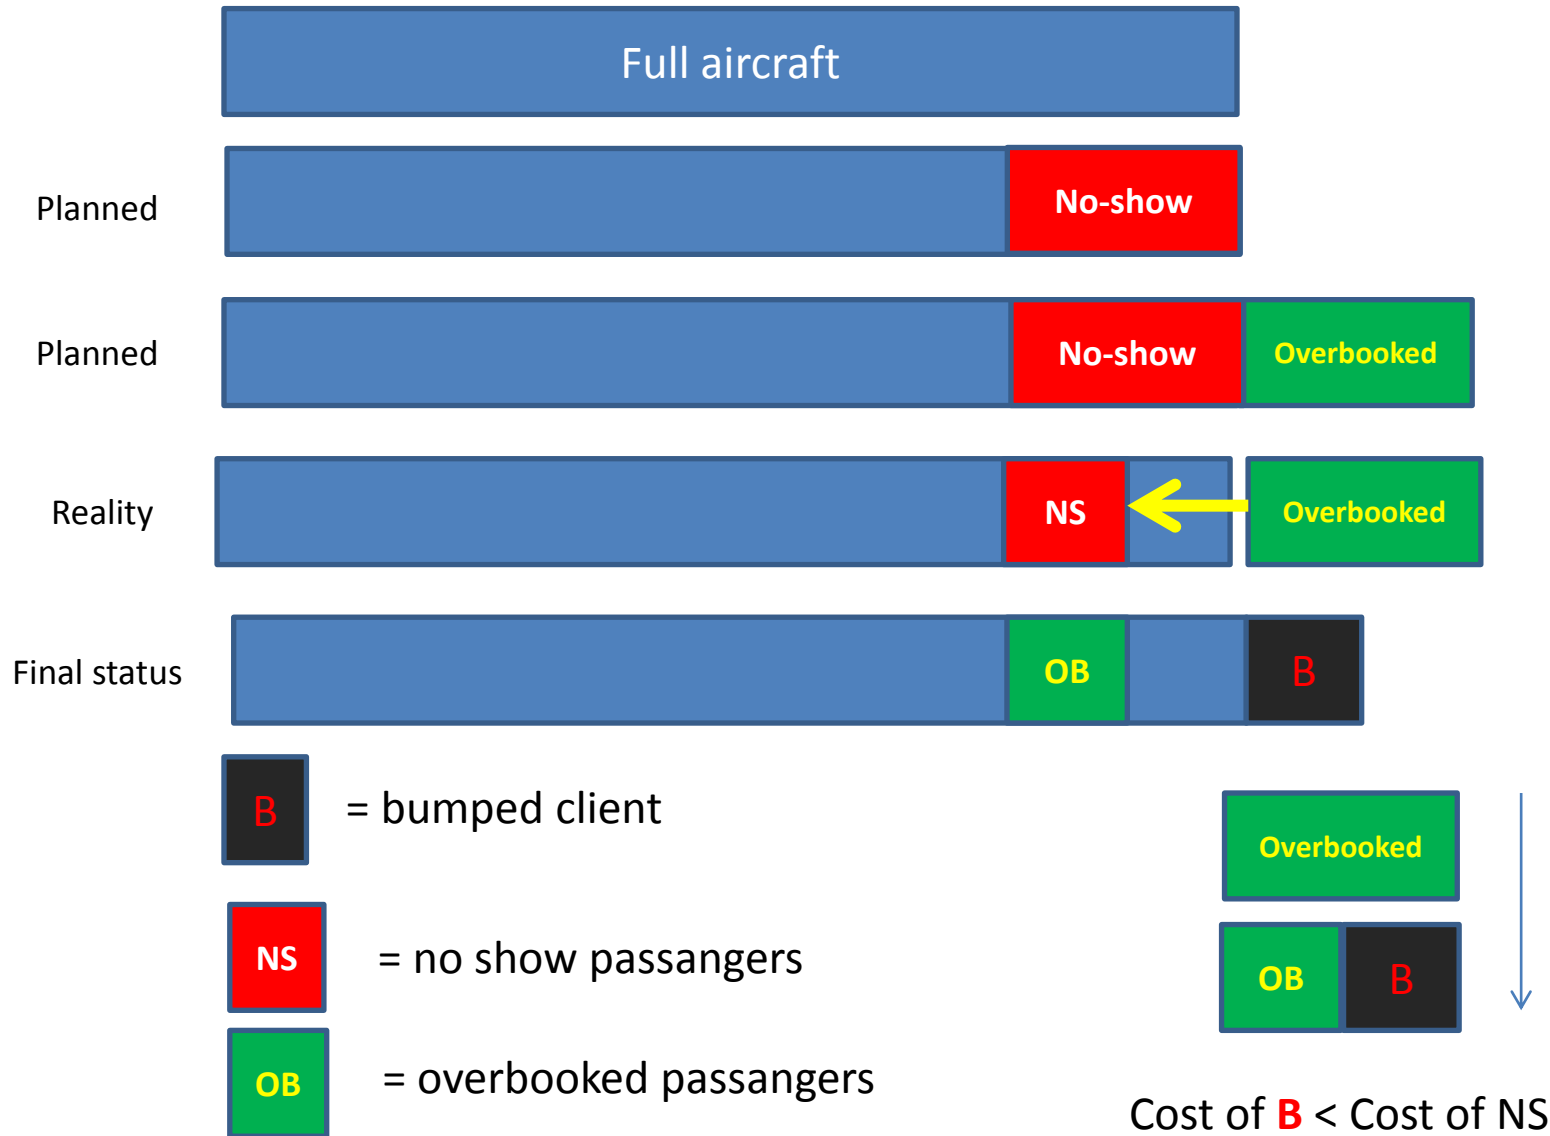 Full aircraft
Planned
No-show
Planned
No-show
Overbooked
Reality
NS
Overbooked
Final status
OB
B
B
= bumped client
Overbooked
NS
= no show passangers
OB
B
OB
= overbooked passangers
Cost of B < Cost of NS